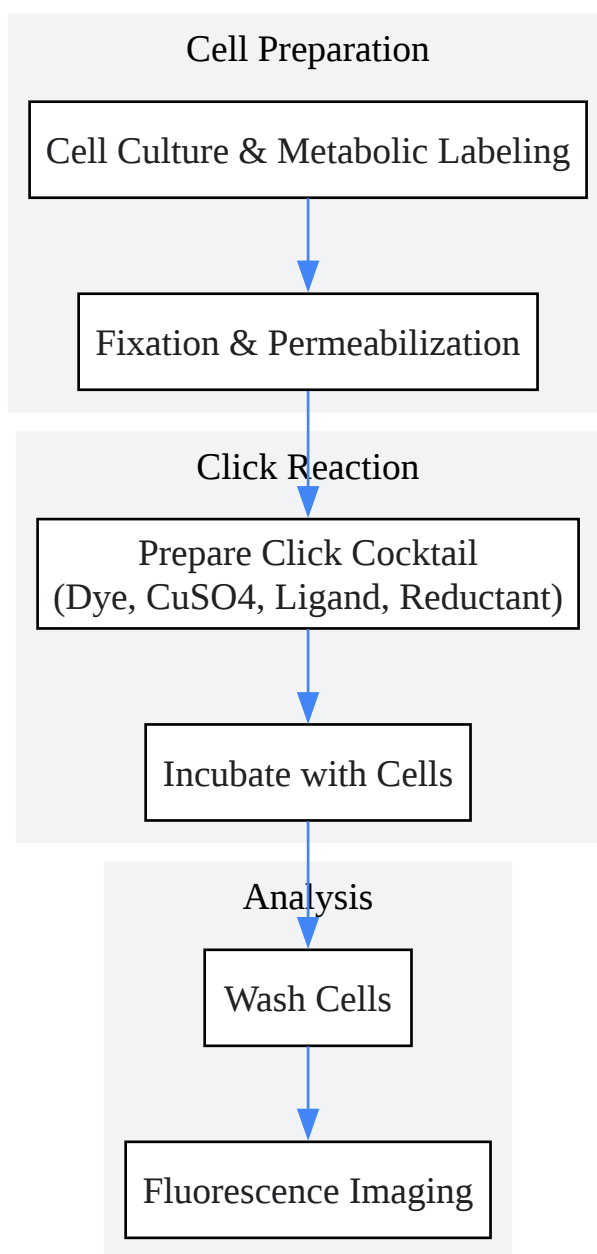 Cell Preparation
Cell Culture & Metabolic Labeling
Fixation & Permeabilization
Click Reaction
Prepare Click Cocktail
(Dye, CuSO4, Ligand, Reductant)
Incubate with Cells
Analysis
Wash Cells
Fluorescence Imaging